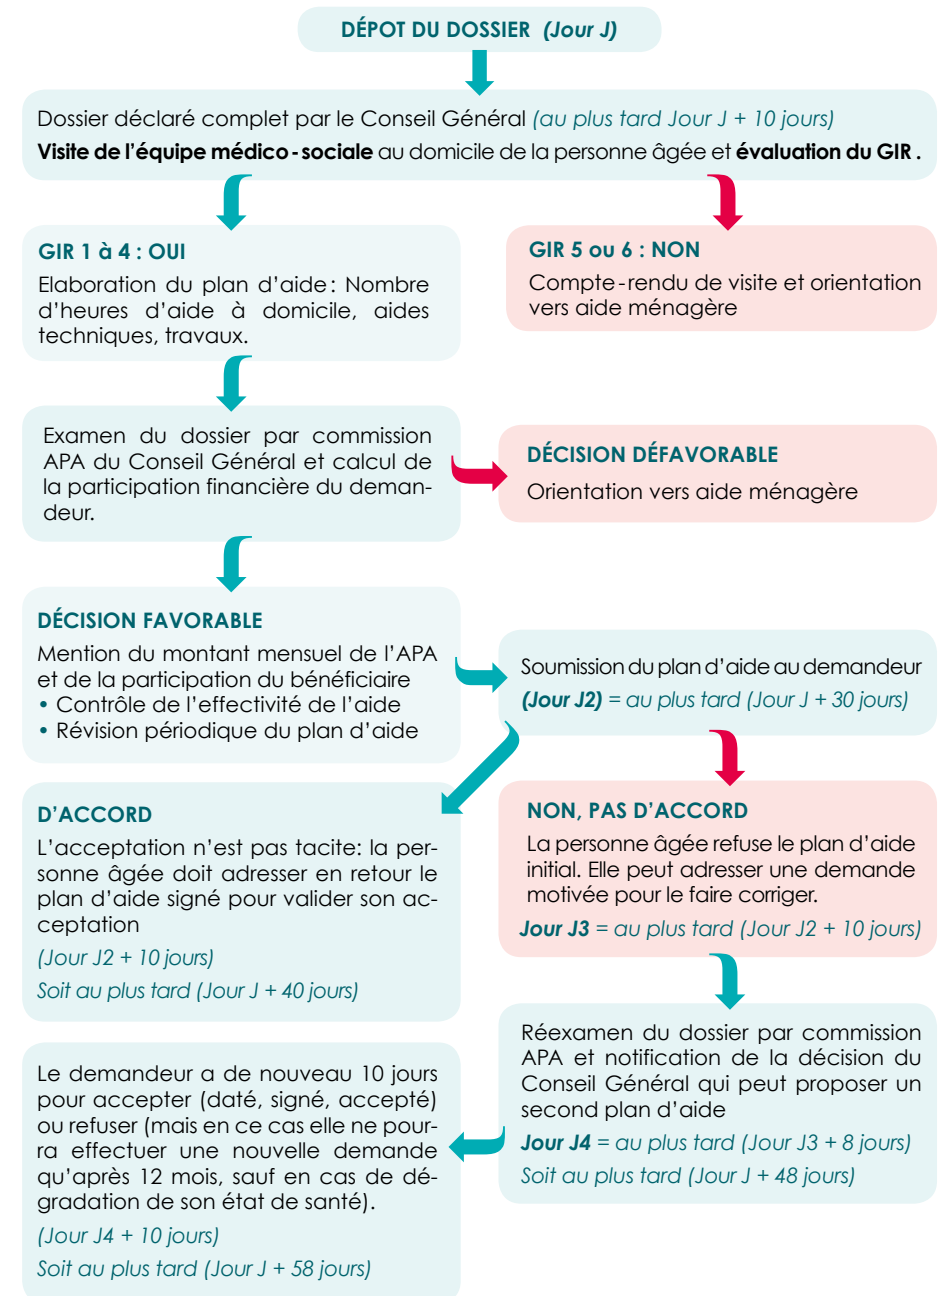 DÉPOT DU DOSSIER (Jour J)
Dossier déclaré complet par le Conseil Général (au plus tard Jour J + 10 jours)
Visite de l'équipe médico-sociale au domicile de la personne âgée et évaluation du GIR.
GIR 1 à 4 : OUI
Elaboration du plan d'aide : Nombre
d'heures d'aide à domicile, aides
techniques, travaux.
GIR 5 ou 6 : NON
Compte-rendu de visite et orientation
vers aide ménagère
Examen du dossier par commission
APA du Conseil Général et calcul de
la participation financière du deman-
deur.
DÉCISION DÉFAVORABLE
Orientation vers aide ménagère
DÉCISION FAVORABLE
Mention du montant mensuel de l'APA
et de la participation du bénéficiaire
• Contrôle de l'effectivité de l'aide
• Révision périodique du plan d'aide
Soumission du plan d'aide au demandeur
(Jour J2) = au plus tard (Jour J + 30 jours)
D'ACCORD
L'acceptation n'est pas tacite: la per-
sonne âgée doit adresser en retour le
plan d'aide signé pour valider son ac-
ceptation
(Jour J2 + 10 jours)
Soit au plus tard (Jour J + 40 jours)
NON, PAS D'ACCORD
La personne âgée refuse le plan d'aide
initial. Elle peut adresser une demande
motivée pour le faire corriger.
Jour J3 = au plus tard (Jour J2 + 10 jours)
Réexamen du dossier par commission
APA et notification de la décision du
Conseil Général qui peut proposer un
second plan d'aide
Jour J4 = au plus tard (Jour J3 + 8 jours)
Soit au plus tard (Jour J + 48 jours)
Le demandeur a de nouveau 10 jours
pour accepter (daté, signé, accepté)
ou refuser (mais en ce cas elle ne pour-
ra effectuer une nouvelle demande
qu'après 12 mois, sauf en cas de dé-
gradation de son état de santé).
(Jour J4 + 10 jours)
Soit au plus tard (Jour J + 58 jours)